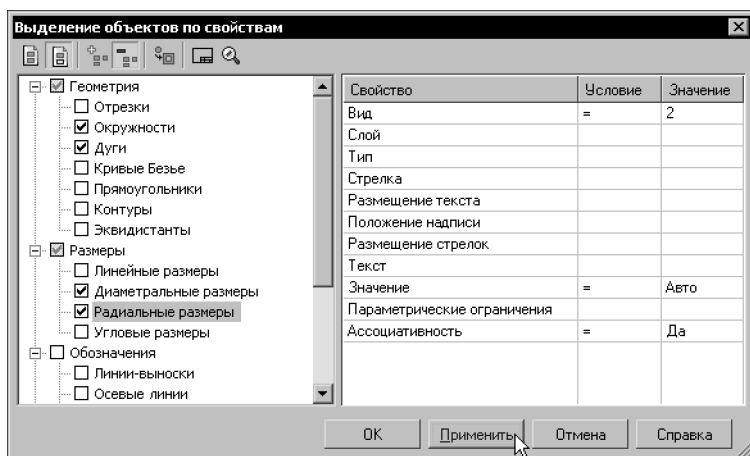 Выделение объектов по свойствам
Геометрия
Отрезки
Окружности
Дуги
Кривые Безье
Прямоугольники
Контуры
Эквидистанты
Размеры
Линейные размеры
Диаметральные размеры
Радиальные размеры
Угловые размеры
Обозначения
Линии-выноски
Осевые линии
Свойство Условие Значение
Вид = 2
Слой
Тип
Стрелка
Размещение текста
Положение надписи
Размещение стрелок
Текст
Значение = Авто
Параметрические ограничения
Ассоциативность = Да
OK Применить Отмена Справка